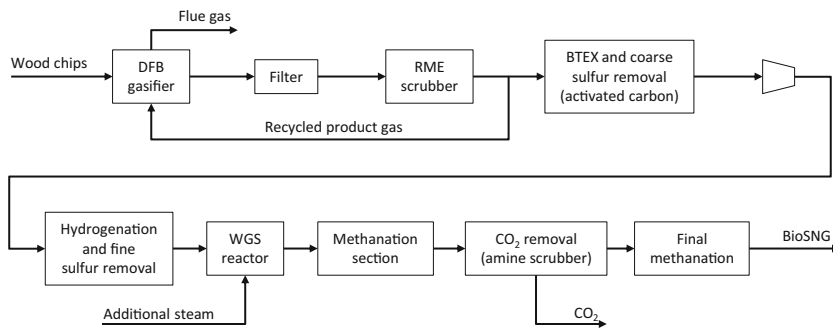 Flue gas
Wood chips
DFB
gasifier
Filter
RME
scrubber
BTEX and coarse
sulfur removal
(activated carbon)
Recycled product gas
Hydrogenation
and fine
sulfur removal
WGS
reactor
Methanation
section
CO₂ removal
(amine scrubber)
Final
methanation
BioSNG
Additional steam
CO₂